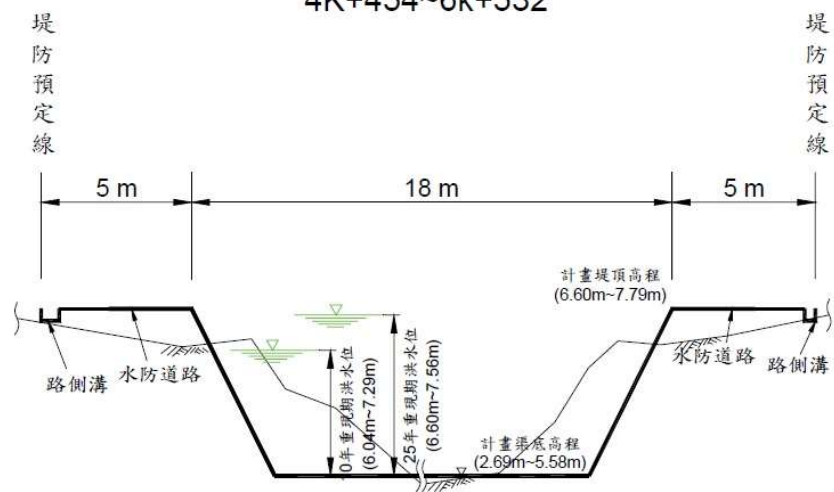 4K+454~6k+532
堤防預定線
堤防預定線
5 m
18 m
5 m
計畫堤頂高程
(6.60m~7.79m)
路側溝
水防道路
10年重現期洪水位
(6.04m~7.29m)
25年重現期洪水位
(6.60m~7.56m)
計畫渠底高程
(2.69m~5.58m)
水防道路
路側溝